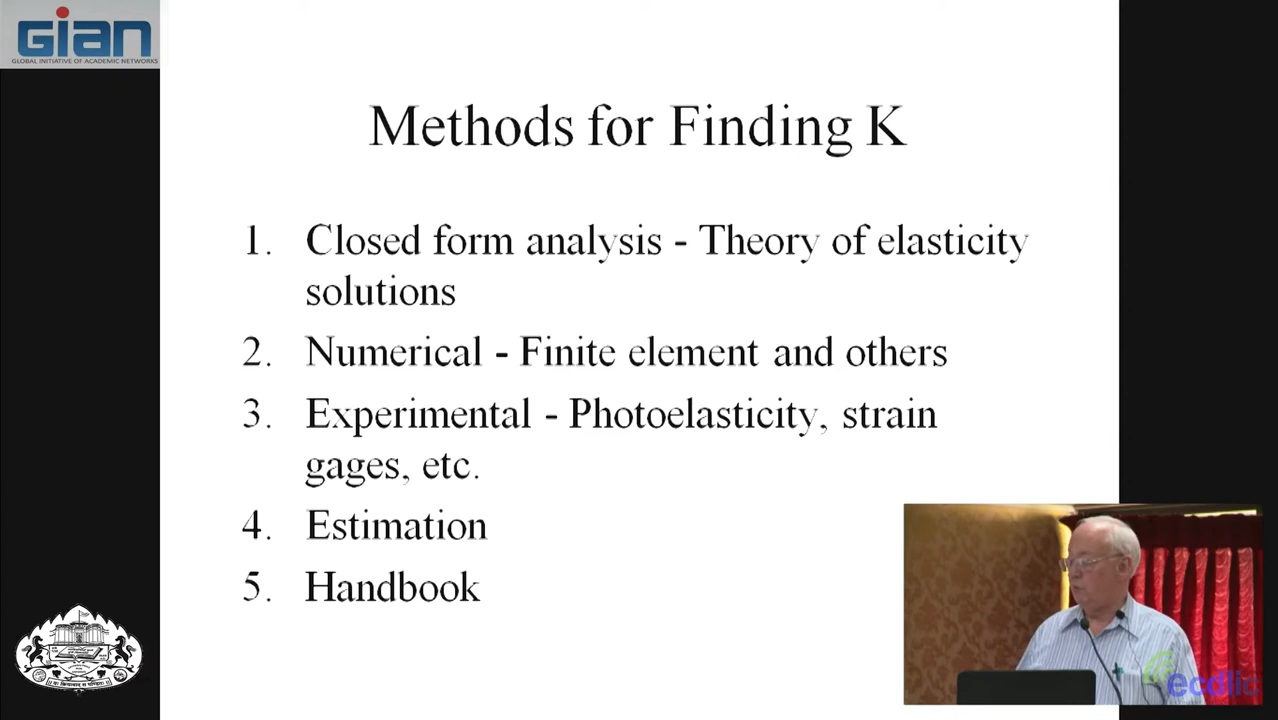 GIAN
GLOBAL INITIATIVE OF ACADEMIC NETWORKS
Methods for Finding K
1. Closed form analysis - Theory of elasticity
solutions
2. Numerical - Finite element and others
3. Experimental - Photoelasticity, strain
gages, etc.
4. Estimation
5. Handbook
ecdlic